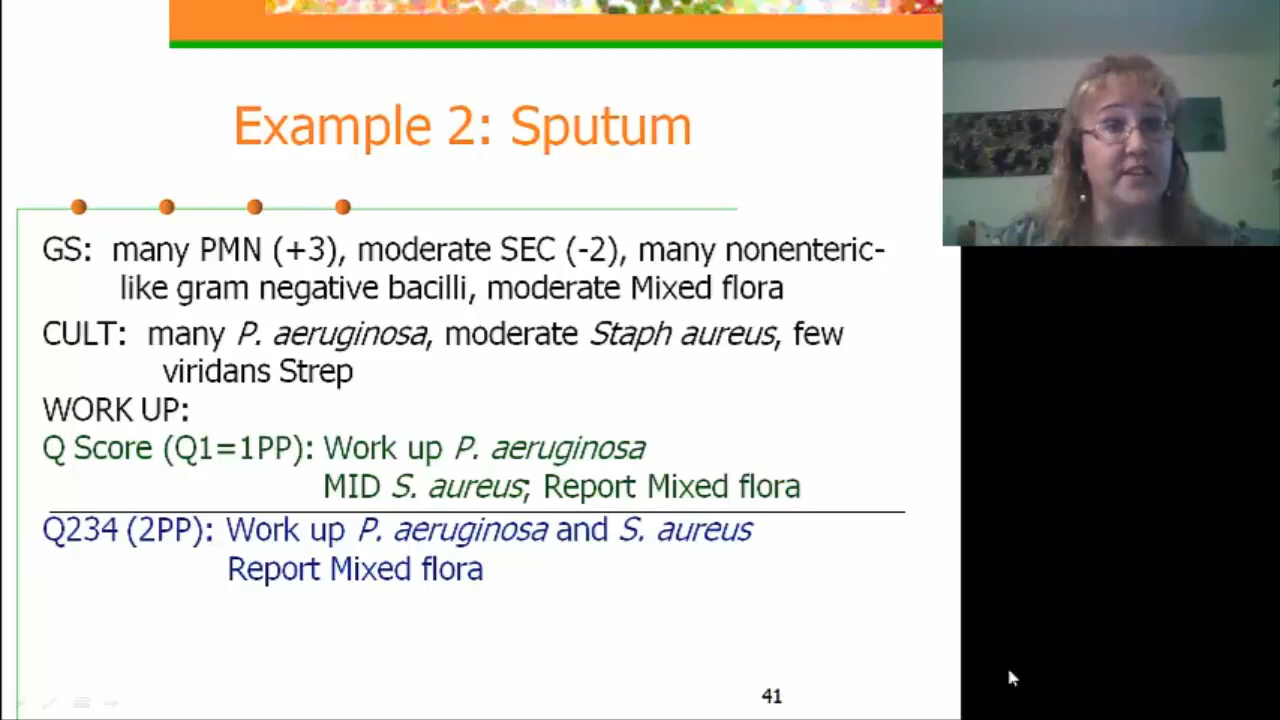 Example 2: Sputum
GS: many PMN (+3), moderate SEC (-2), many nonenteric-
like gram negative bacilli, moderate Mixed flora
CULT: many P. aeruginosa, moderate Staph aureus, few
viridans Strep
WORK UP:
Q Score (Q1=1PP): Work up P. aeruginosa
MID S. aureus; Report Mixed flora
Q234 (2PP): Work up P. aeruginosa and S. aureus
Report Mixed flora
41